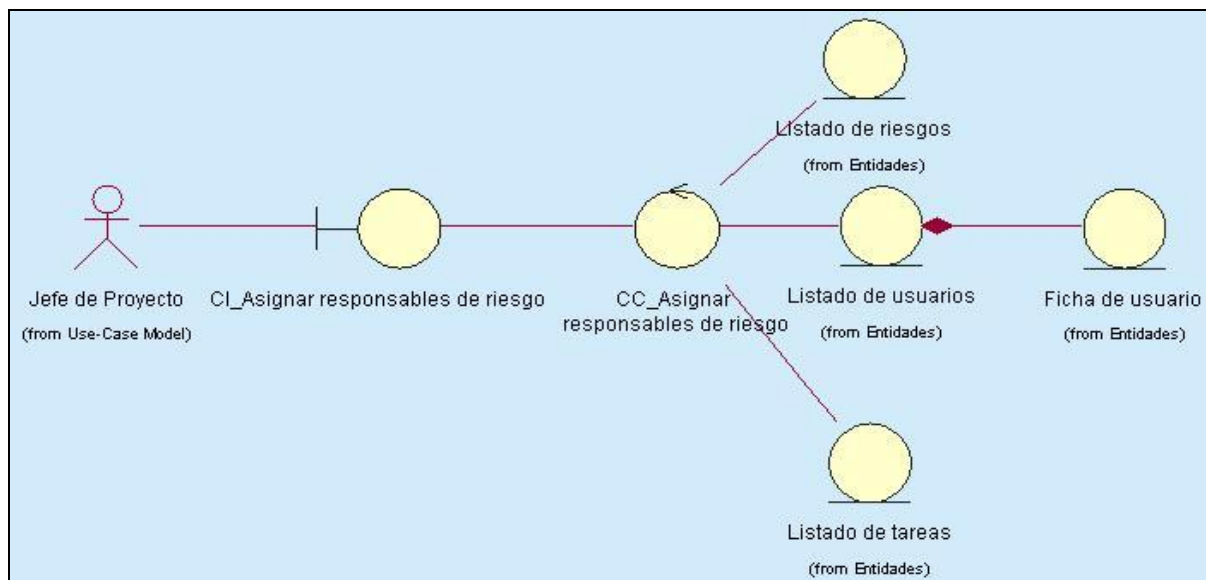 Listado de riesgos
(from Entidades)
Jefe de Proyecto
(from Use-Case Model)
CI_Asignar responsables de riesgo
CC_Asignar
responsables de riesgo
Listado de usuarios
(from Entidades)
Ficha de usuario
(from Entidades)
Listado de tareas
(from Entidades)